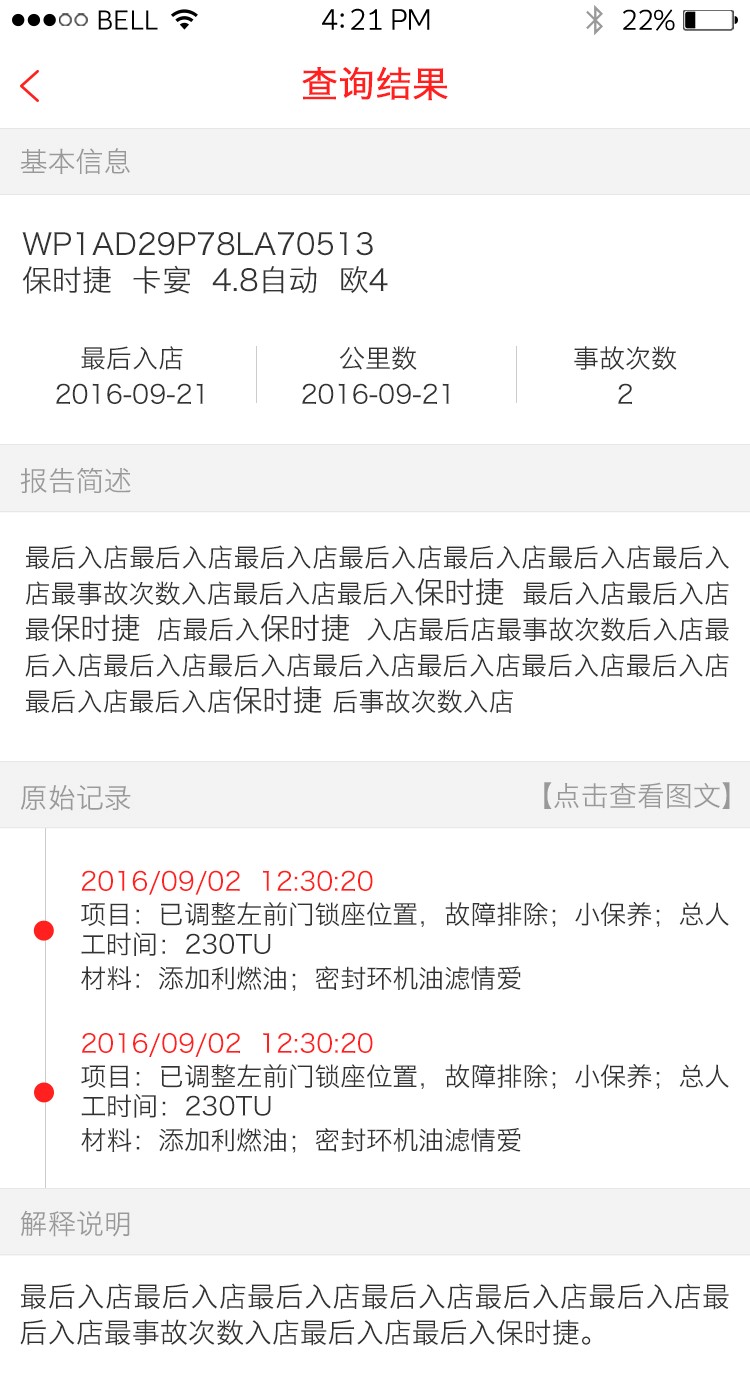 BELL 4:21 PM 22%
查询结果
基本信息
WP1AD29P78LA70513
保时捷 卡宴 4.8自动 欧4
最后入店 公里数 事故次数
2016-09-21 2016-09-21 2
报告简述
最后入店最后入店最后入店最后入店最后入店最后入店最后入
店最事故次数入店最后入店最后入保时捷 最后入店最后入店
最保时捷 店最后入保时捷 入店最后店最事故次数后入店最
后入店最后入店最后入店最后入店最后入店最后入店最后入店
最后入店最后入店保时捷 后事故次数入店
原始记录 【点击查看图文】
2016/09/02 12:30:20
项目：已调整左前门锁座位置，故障排除；小保养；总人
工时间：230TU
材料：添加利燃油；密封环机油滤情爱
2016/09/02 12:30:20
项目：已调整左前门锁座位置，故障排除；小保养；总人
工时间：230TU
材料：添加利燃油；密封环机油滤情爱
解释说明
最后入店最后入店最后入店最后入店最后入店最后入店最
后入店最事故次数入店最后入店最后入保时捷。